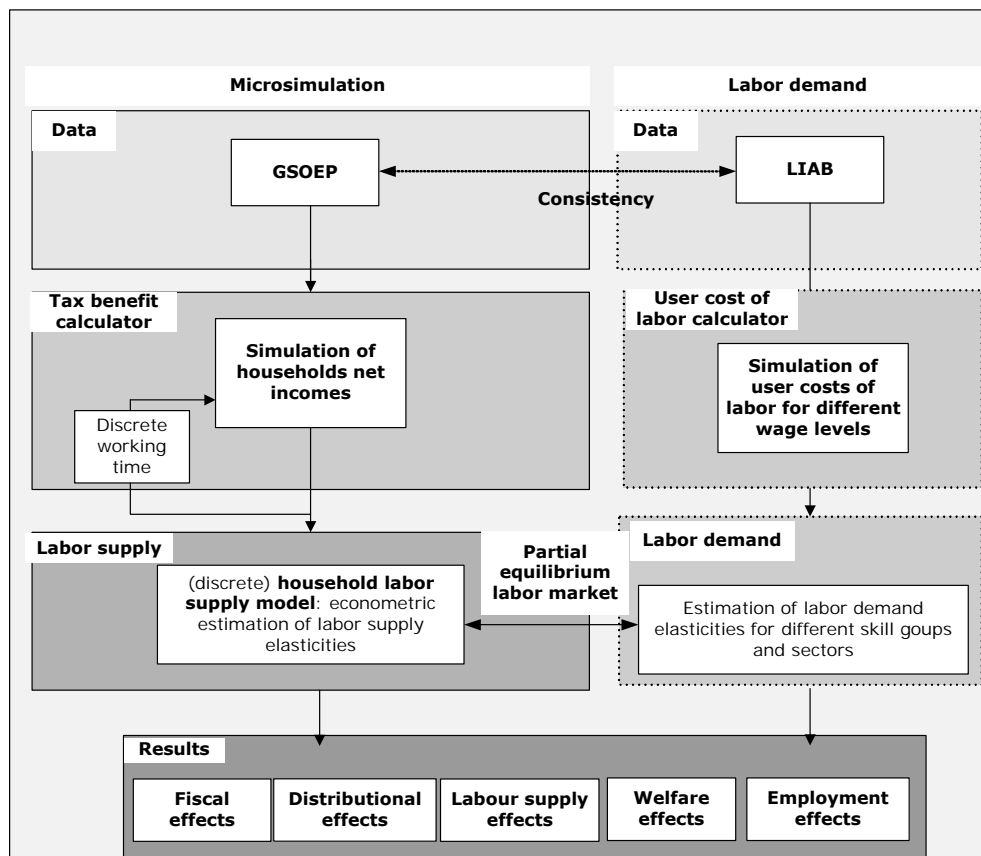 Microsimulation
Labor demand
Data
GSOEP
Data
LIAB
Consistency
Tax benefit
calculator
Simulation of
households net
incomes
Discrete
working
time
User cost of
labor calculator
Simulation of
user costs of
labor for different
wage levels
Labor supply
(discrete) household labor
supply model: econometric
estimation of labor supply
elasticities
Partial
equilibrium
labor market
Labor demand
Estimation of labor demand
elasticities for different skill goups
and sectors
Results
Fiscal
effects
Distributional
effects
Labour supply
effects
Welfare
effects
Employment
effects